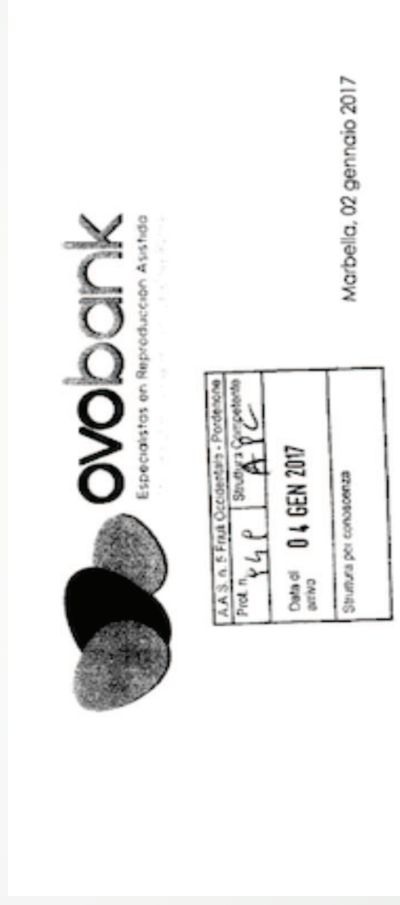 ovobank
Especialistas en Reproducción Asistida
A.A.S. n. 5 Friuli Occidentale - Pordenone
Prot. n. Struttura Competente
APC
Data di
arrivo
04 GEN 2017
Struttura per conoscenza
Marbella, 02 gennaio 2017